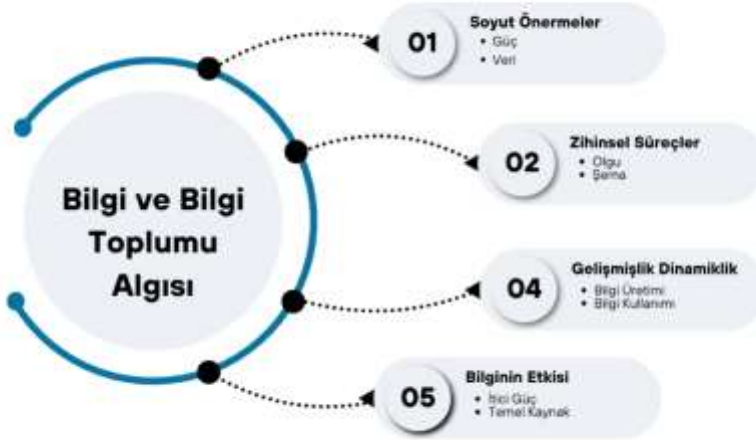 Bilgi ve Bilgi
Toplumu
Algısı
01
Soyut Önermeler
• Güç
• Veri
02
Zihinsel Süreçler
• Olgu
• Şema
04
Gelişmişlik Dinamiklik
• Bilgi Üretimi
• Bilgi Kullanımı
05
Bilginin Etkisi
• İtici Güç
• Temel Kaynak